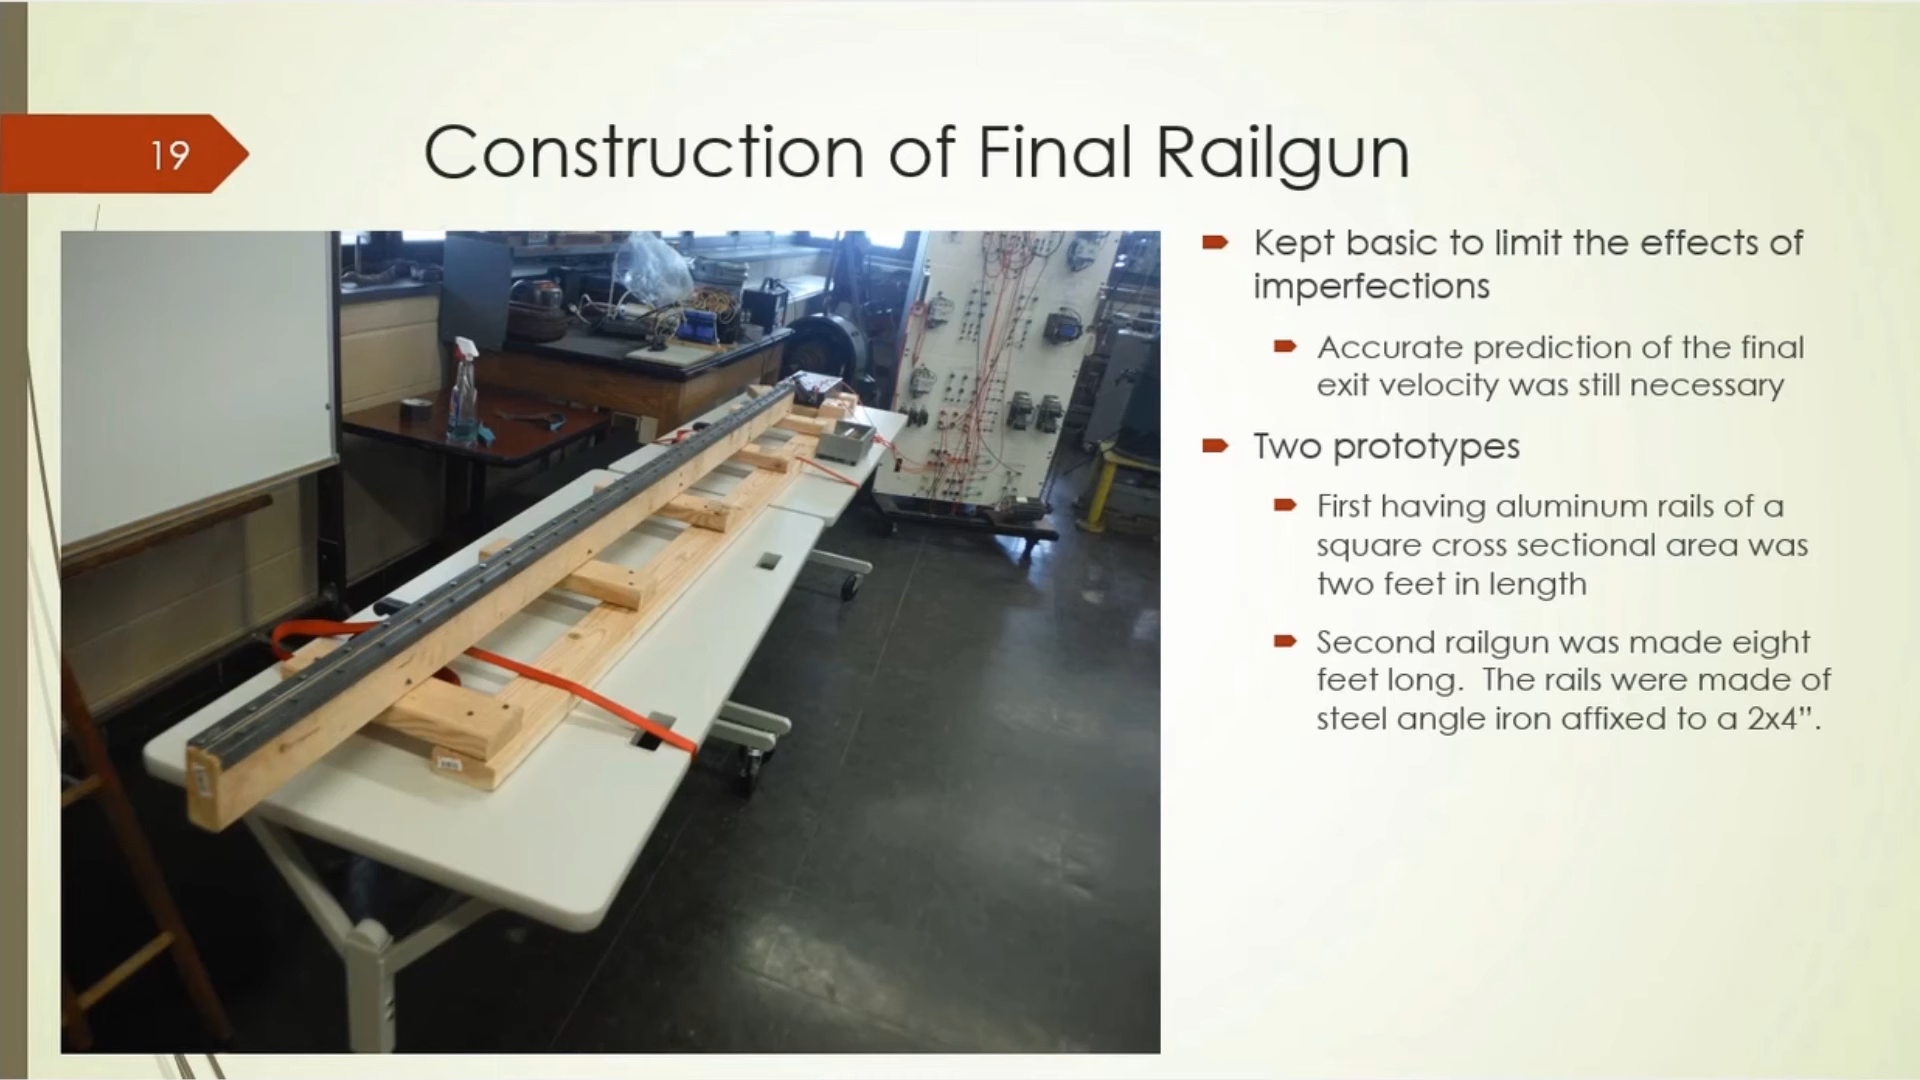 19
Construction of Final Railgun
Kept basic to limit the effects of
imperfections
Accurate prediction of the final
exit velocity was still necessary
Two prototypes
First having aluminum rails of a
square cross sectional area was
two feet in length
Second railgun was made eight
feet long.  The rails were made of
steel angle iron affixed to a 2x4”.